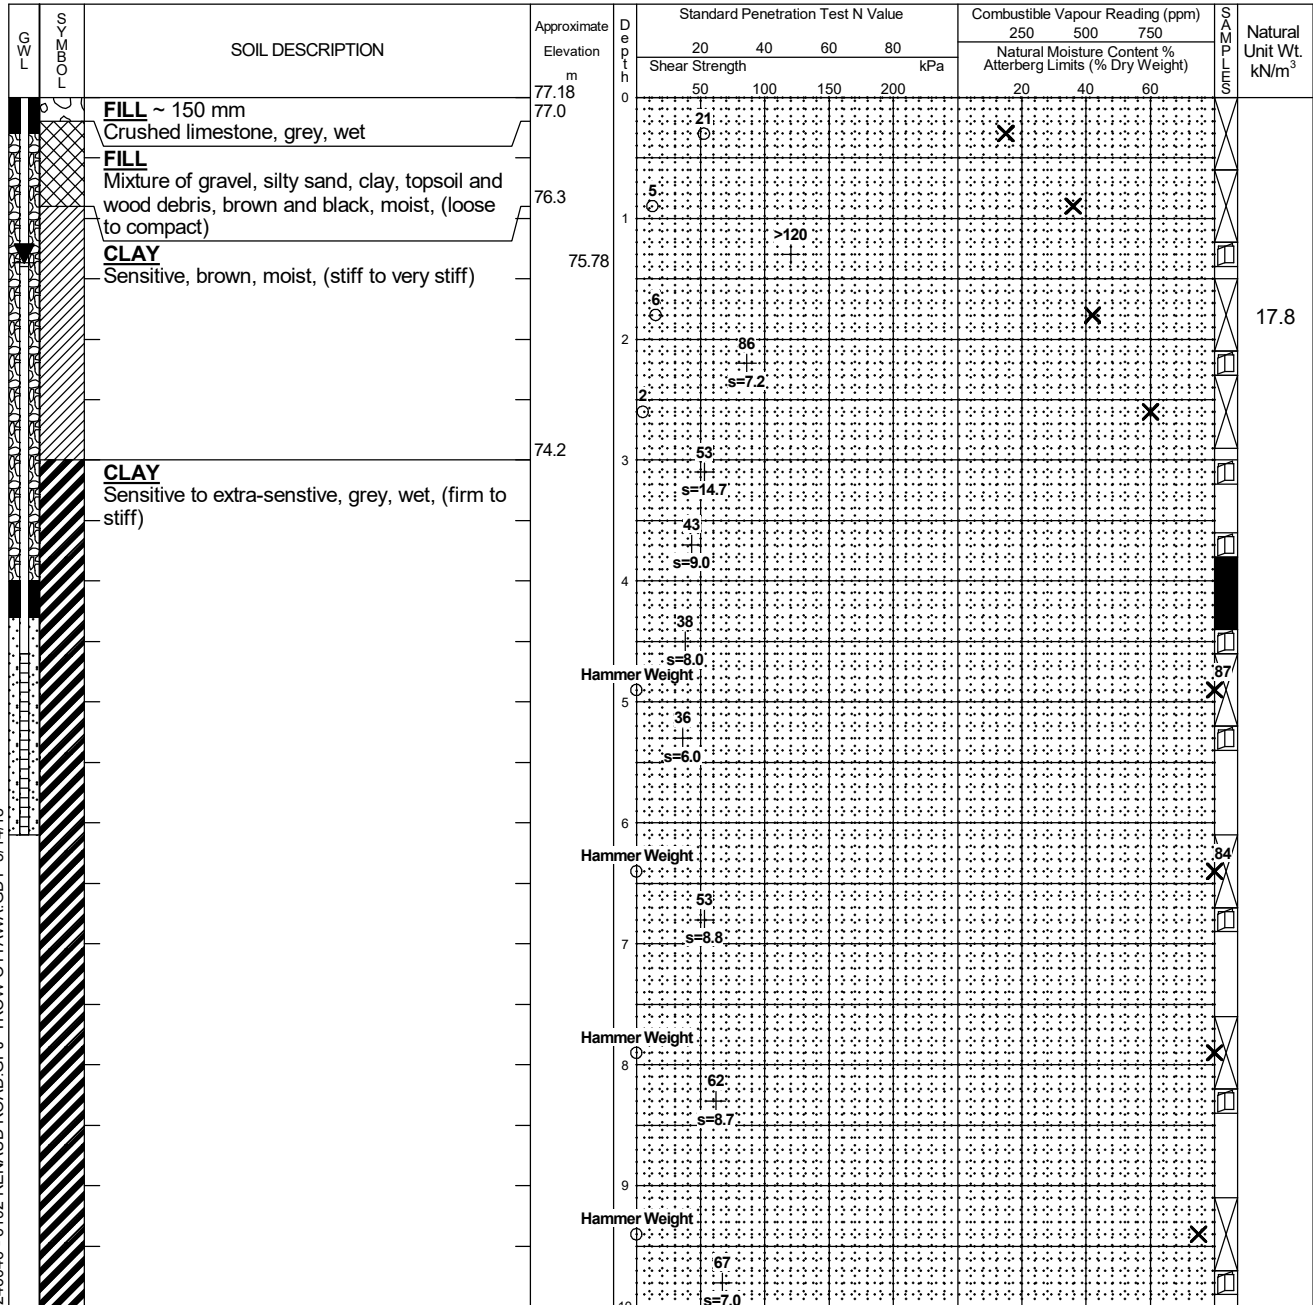 GWL
SYMBOL
SOIL DESCRIPTION
Approximate
Elevation
m
77.18
Depth
Standard Penetration Test N Value
20 40 60 80
Shear Strength kPa
50 100 150 200
Combustible Vapour Reading (ppm)
250 500 750
Natural Moisture Content %
Atterberg Limits (% Dry Weight)
20 40 60
SAMPLES
Natural
Unit Wt.
kN/m³
0
FILL ~ 150 mm
77.0
Crushed limestone, grey, wet
21
FILL
Mixture of gravel, silty sand, clay, topsoil and
wood debris, brown and black, moist, (loose
to compact)
76.3
5
1
>120
CLAY
75.78
Sensitive, brown, moist, (stiff to very stiff)
6
17.8
2
86
s=7.2
2
74.2
3
CLAY
Sensitive to extra-senstive, grey, wet, (firm to
stiff)
53
s=14.7
43
s=9.0
4
38
s=8.0
Hammer Weight
87
5
36
s=6.0
6
Hammer Weight
84
53
s=8.8
7
Hammer Weight
8
62
s=8.7
9
Hammer Weight
67
s=7.0
10